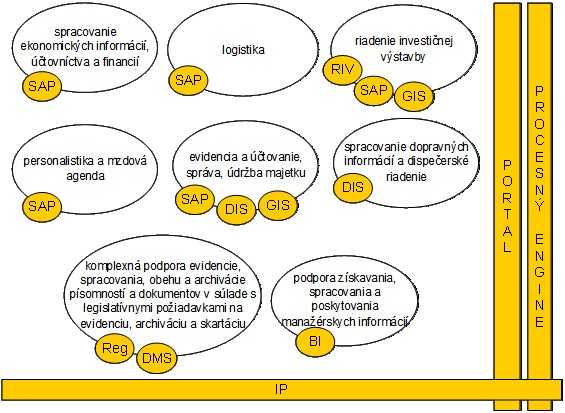 spracovanie
ekonomických informácií,
účtovníctva a financií
SAP
logistika
SAP
riadenie investičnej
výstavby
RIV
SAP
GIS
personalistika a mzdová
agenda
SAP
evidencia a účtovanie,
správa, údržba majetku
SAP
DIS
GIS
spracovanie dopravných
informácií a dispečerské
riadenie
DIS
komplexná podpora evidencie,
spracovania, obehu a archivácie
písomností a dokumentov v súlade s
legislatívnymi požiadavkami na
evidenciu, archiváciu a skartáciu
Reg
DMS
podpora získavania,
spracovania a
poskytovania
manažérskych informácií
BI
PORTAL
PROCESNÝ ENGINE
IP